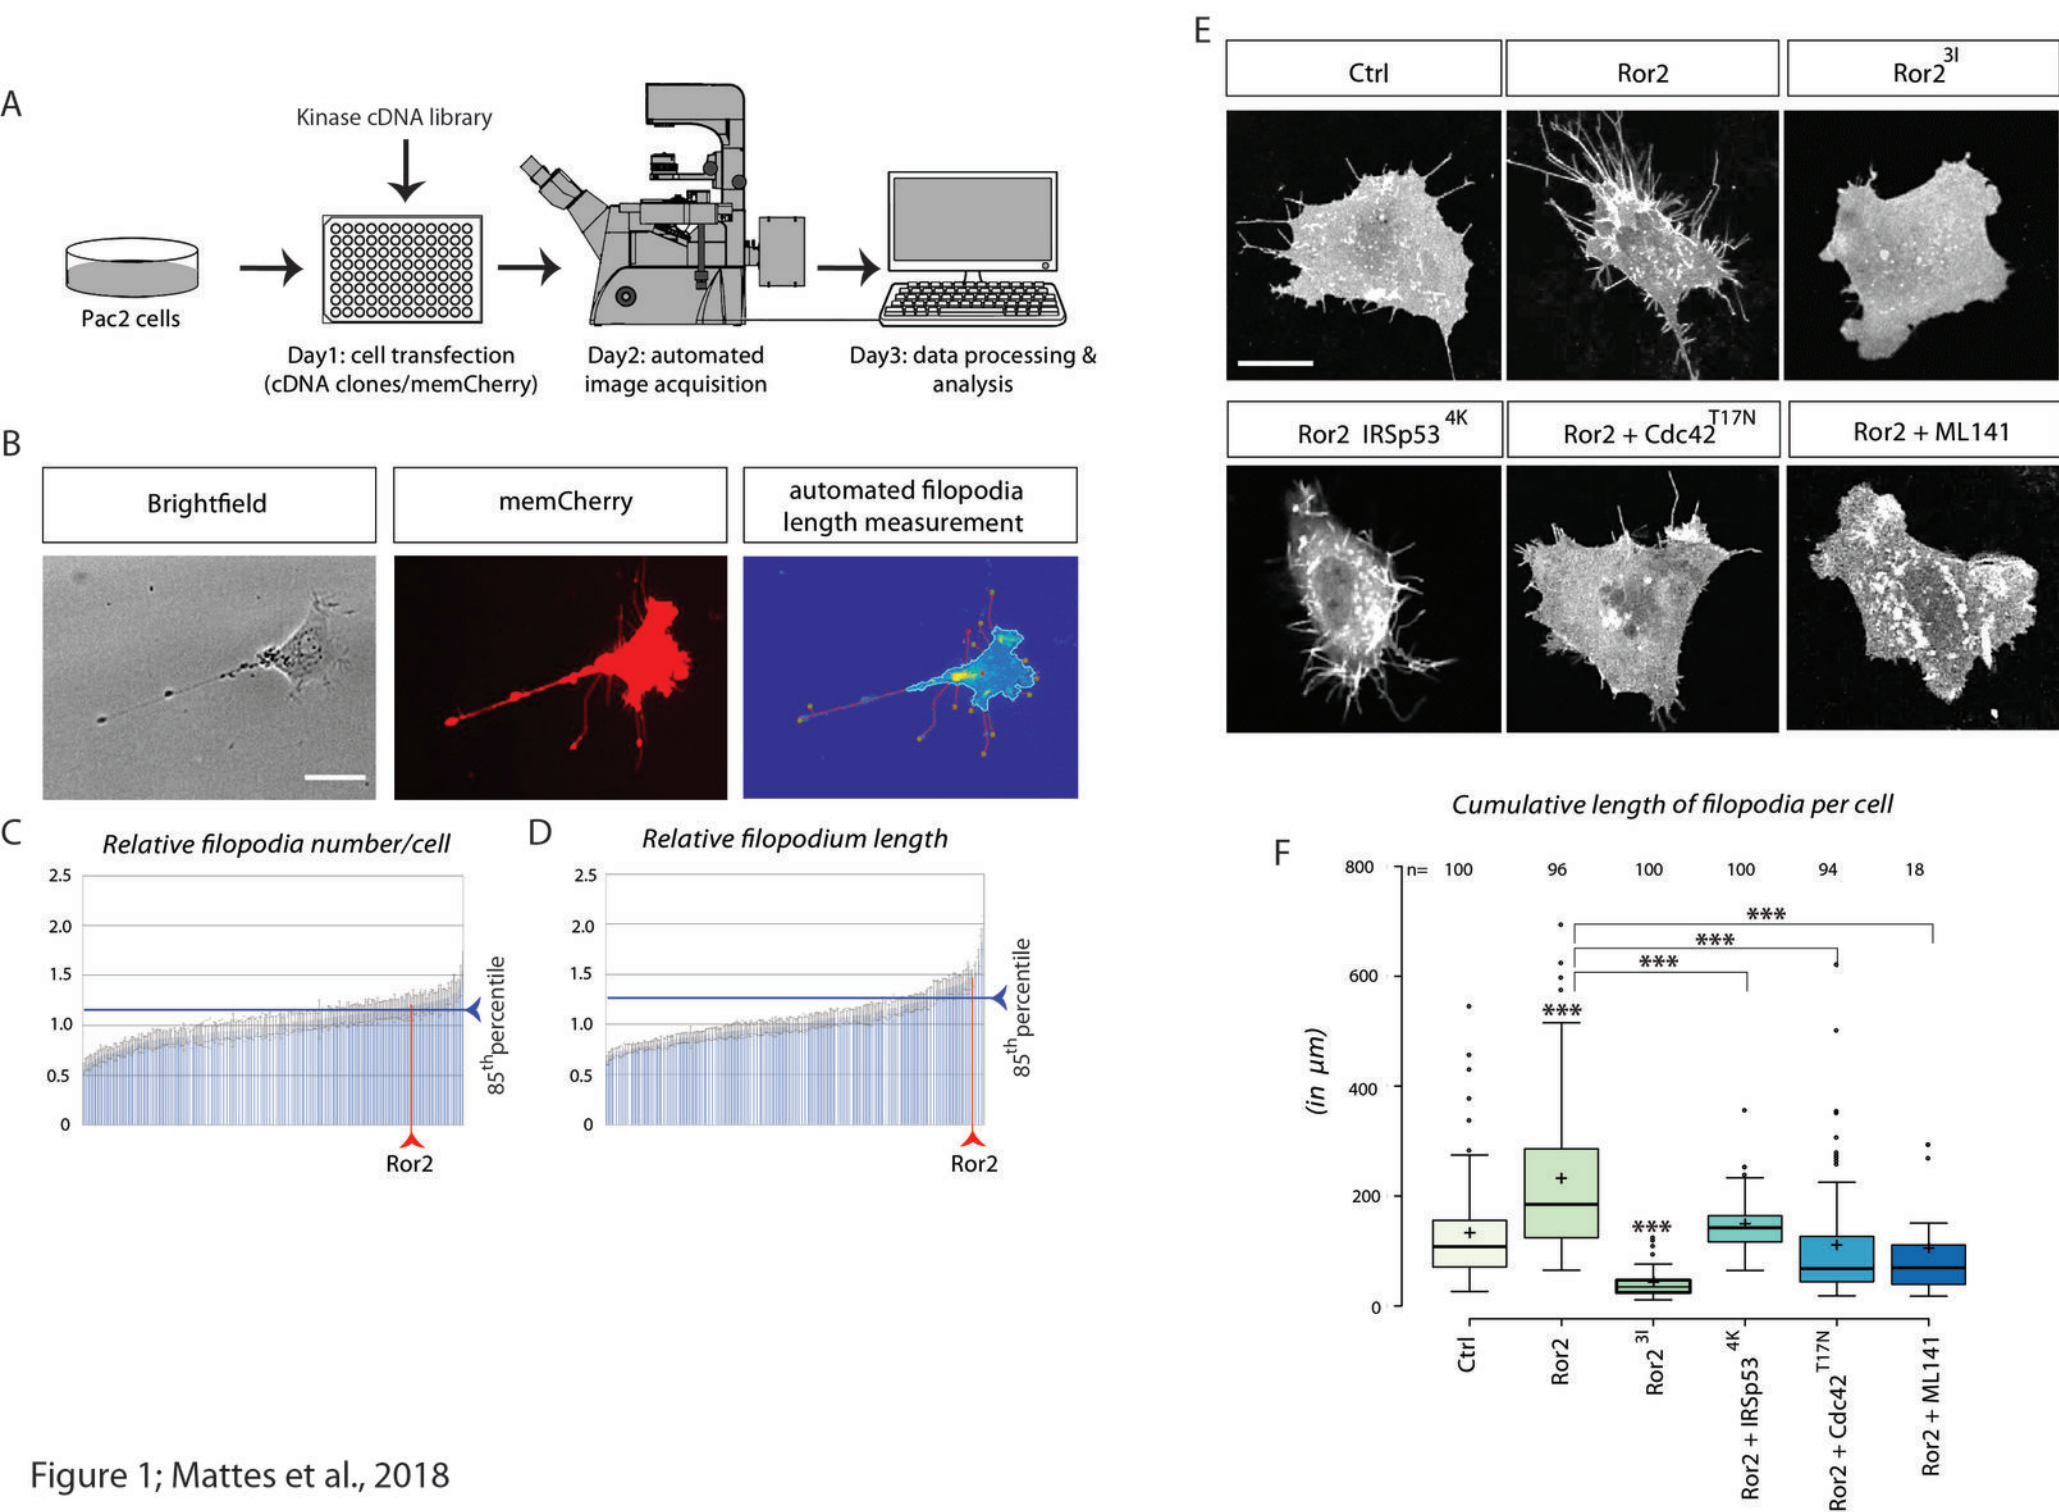 A
Kinase cDNA library
Pac2 cells
Day1: cell transfection
(cDNA clones/memCherry)
Day2: automated
image acquisition
Day3: data processing &
analysis
B
Brightfield
memCherry
automated filopodia
length measurement
C
Relative filopodia number/cell
2.5
2.0
1.5
1.0
0.5
0
85th percentile
Ror2
D
Relative filopodium length
2.5
2.0
1.5
1.0
0.5
0
85th percentile
Ror2
E
Ctrl
Ror2
Ror2 3I
Ror2 IRSp53 4K
Ror2 + Cdc42 T17N
Ror2 + ML141
Cumulative length of filopodia per cell
F
800
600
400
200
0
(in µm)
n= 100 96 100 100 94 18
***
***
***
***
***
Ctrl
Ror2
Ror2 3I
Ror2 + IRSp53 4K
Ror2 + Cdc42 T17N
Ror2 + ML141
Figure 1; Mattes et al., 2018